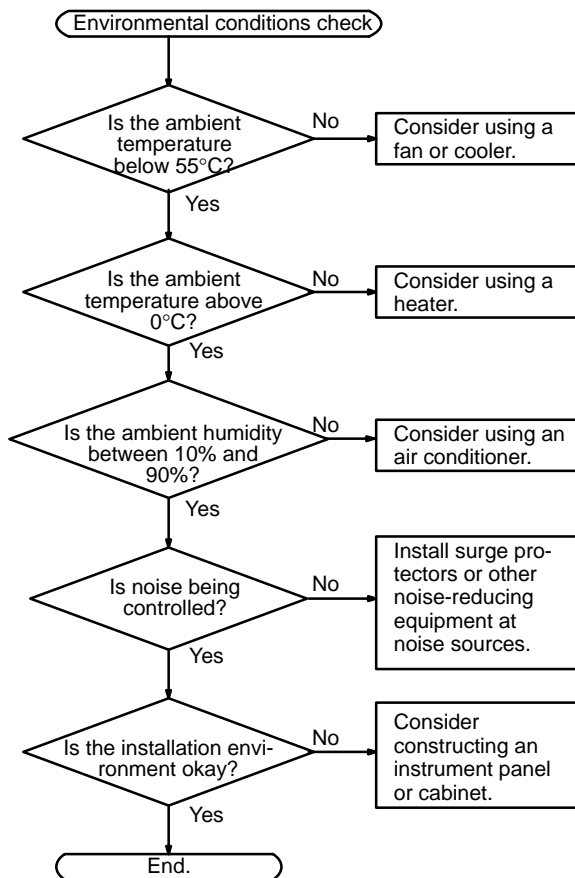 Environmental conditions check
Is the ambient
temperature
below 55°C?
No
Consider using a
fan or cooler.
Yes
Is the ambient
temperature above
0°C?
No
Consider using a
heater.
Yes
Is the ambient humidity
between 10% and
90%?
No
Consider using an
air conditioner.
Yes
Is noise being
controlled?
No
Install surge pro-
tectors or other
noise-reducing
equipment at
noise sources.
Yes
Is the installation envi-
ronment okay?
No
Consider
constructing an
instrument panel
or cabinet.
Yes
End.